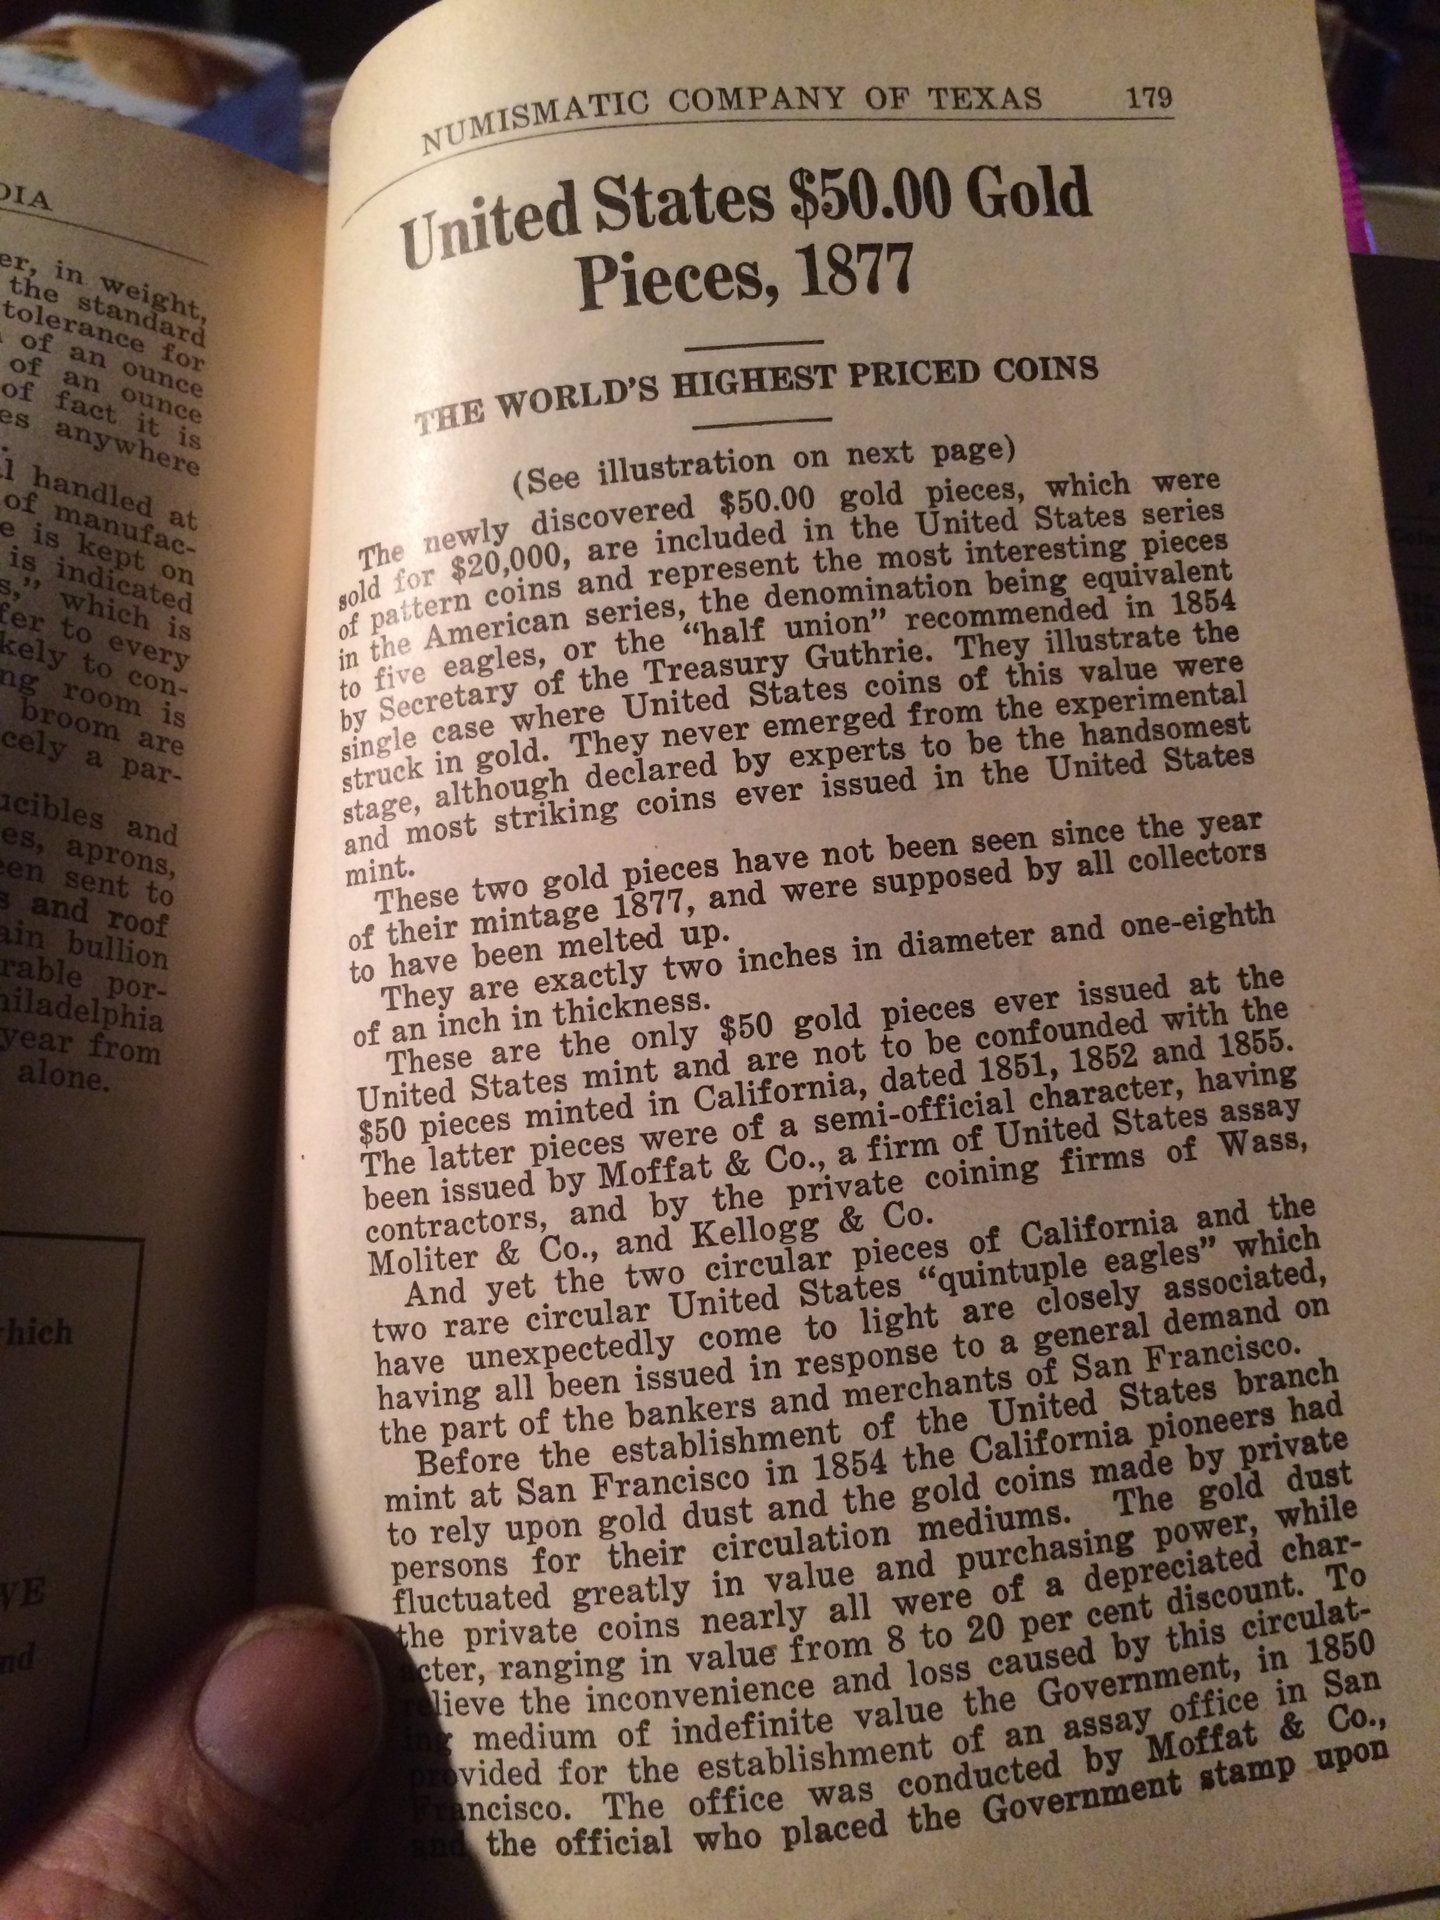 DIA
er, in weight,
the standard
tolerance for
of an ounce
of an ounce
of fact it is
es anywhere
l handled at
of manufac-
e is kept on
is indicated
s," which is
fer to every
kely to con-
ng room is
broom are
cely a par-
ucibles and
es, aprons,
een sent to
s and roof
ain bullion
rable por-
hiladelphia
year from
alone.
hich
WE
nd
NUMISMATIC COMPANY OF TEXAS 179
United States $50.00 Gold
Pieces, 1877
THE WORLD'S HIGHEST PRICED COINS
(See illustration on next page)
The newly discovered $50.00 gold pieces, which were
sold for $20,000, are included in the United States series
of pattern coins and represent the most interesting pieces
in the American series, the denomination being equivalent
to five eagles, or the "half union" recommended in 1854
by Secretary of the Treasury Guthrie. They illustrate the
single case where United States coins of this value were
struck in gold. They never emerged from the experimental
stage, although declared by experts to be the handsomest
and most striking coins ever issued in the United States
mint.
These two gold pieces have not been seen since the year
of their mintage 1877, and were supposed by all collectors
to have been melted up.
They are exactly two inches in diameter and one-eighth
of an inch in thickness.
These are the only $50 gold pieces ever issued at the
United States mint and are not to be confounded with the
$50 pieces minted in California, dated 1851, 1852 and 1855.
The latter pieces were of a semi-official character, having
been issued by Moffat & Co., a firm of United States assay
contractors, and by the private coining firms of Wass,
Moliter & Co., and Kellogg & Co.
And yet the two circular pieces of California and the
two rare circular United States "quintuple eagles" which
have unexpectedly come to light are closely associated,
having all been issued in response to a general demand on
the part of the bankers and merchants of San Francisco.
Before the establishment of the United States branch
mint at San Francisco in 1854 the California pioneers had
to rely upon gold dust and the gold coins made by private
persons for their circulation mediums. The gold dust
fluctuated greatly in value and purchasing power, while
the private coins nearly all were of a depreciated char-
acter, ranging in value from 8 to 20 per cent discount. To
relieve the inconvenience and loss caused by this circulat-
ing medium of indefinite value the Government, in 1850
provided for the establishment of an assay office in San
Francisco. The office was conducted by Moffat & Co.,
and the official who placed the Government stamp upon